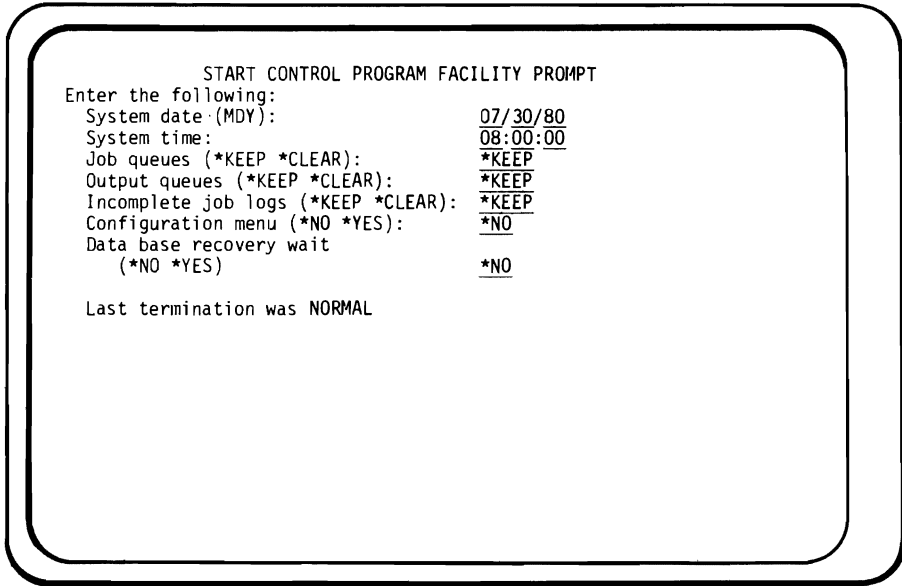 START CONTROL PROGRAM FACILITY PROMPT
Enter the following:
System date (MDY): 07/30/80
System time: 08:00:00
Job queues (*KEEP *CLEAR): *KEEP
Output queues (*KEEP *CLEAR): *KEEP
Incomplete job logs (*KEEP *CLEAR): *KEEP
Configuration menu (*NO *YES): *NO
Data base recovery wait
(*NO *YES) *NO
Last termination was NORMAL